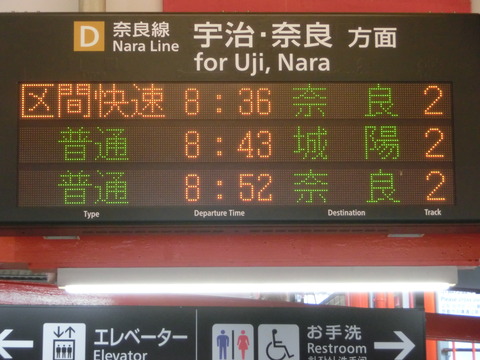 D 奈良線 宇治・奈良 方面
Nara Line for Uji, Nara
区間快速 8:36 奈良 2
普通 8:43 城陽 2
普通 8:52 奈良 2
Type Departure Time Destination Track
エレベーター お手洗
Elevator Restroom